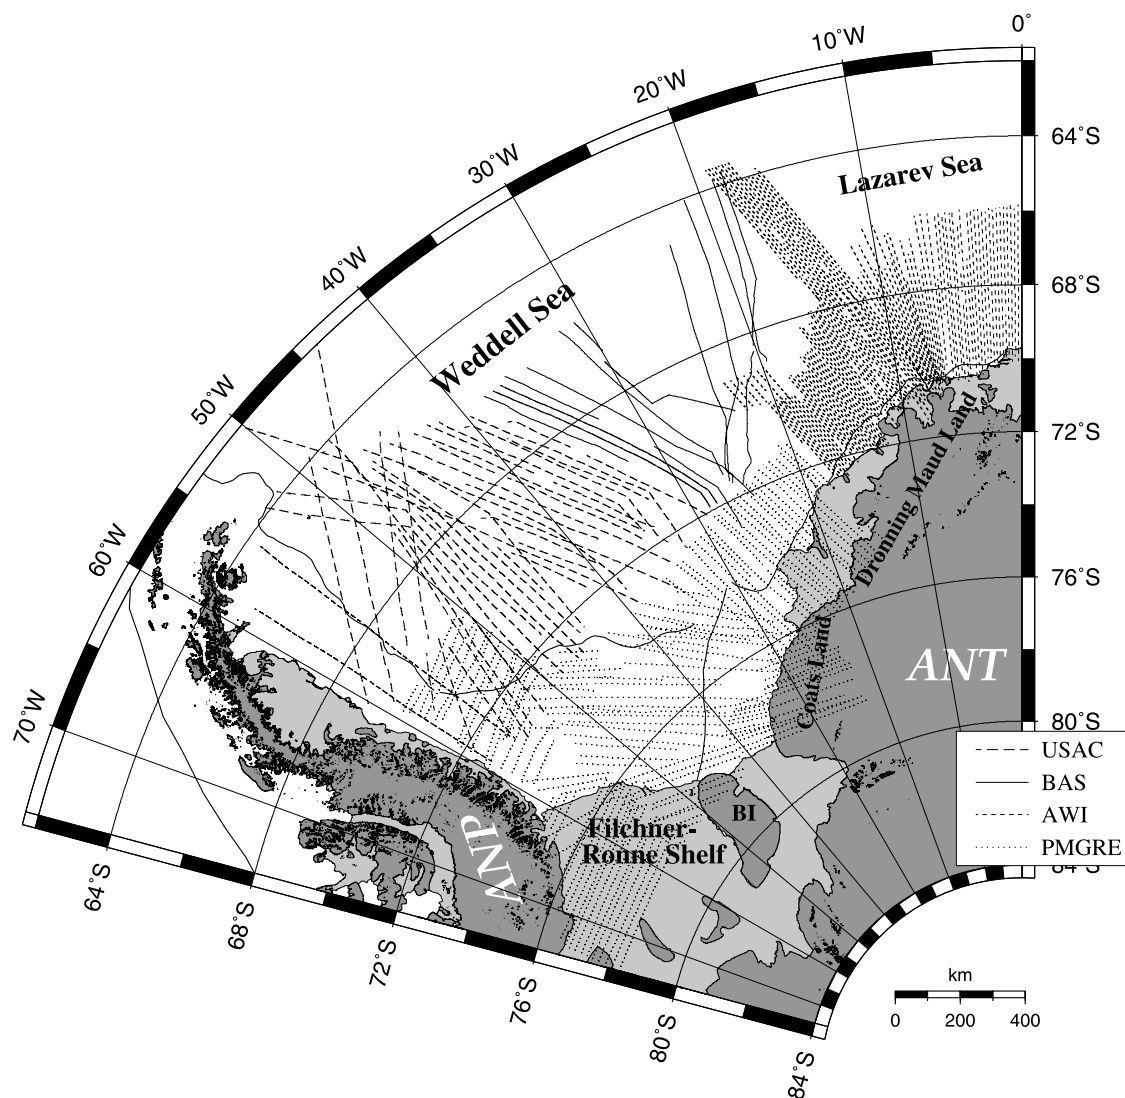 0˚
10˚W
20˚W
30˚W
40˚W
50˚W
60˚W
70˚W
64˚S
68˚S
72˚S
76˚S
80˚S
84˚S
Lazarev Sea
Weddell Sea
Dronning Maud Land
Coats Land
ANT
BI
Filchner-
Ronne Shelf
ANP
USAC
BAS
AWI
PMGRE
64˚S
68˚S
72˚S
76˚S
80˚S
84˚S
km
0 200 400